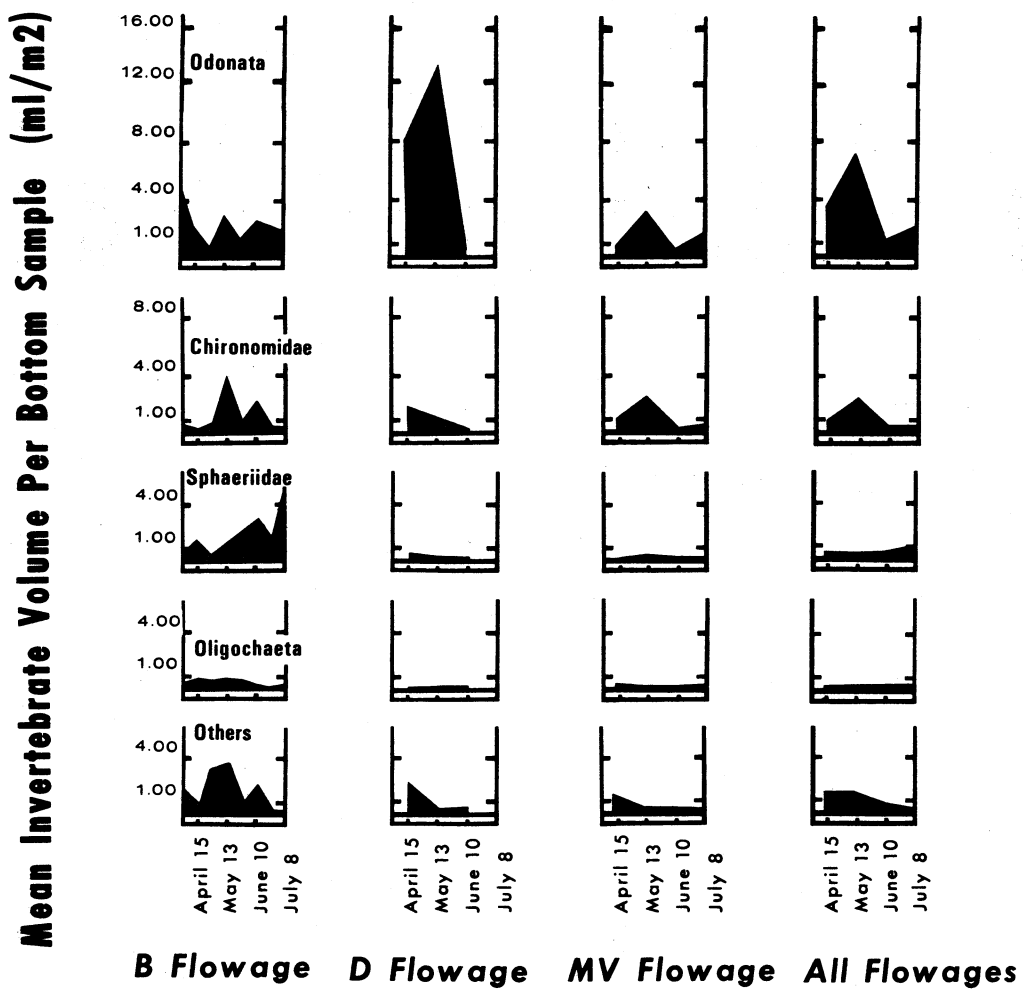 Mean Invertebrate Volume Per Bottom Sample (ml/m2)
16.00
Odonata
12.00
8.00
4.00
1.00
8.00
Chironomidae
4.00
1.00
Sphaeriidae
4.00
1.00
4.00
Oligochaeta
1.00
Others
4.00
1.00
April 15
May 13
June 10
July 8
April 15
May 13
June 10
July 8
April 15
May 13
June 10
July 8
April 15
May 13
June 10
July 8
B Flowage
D Flowage
MV Flowage
All Flowages